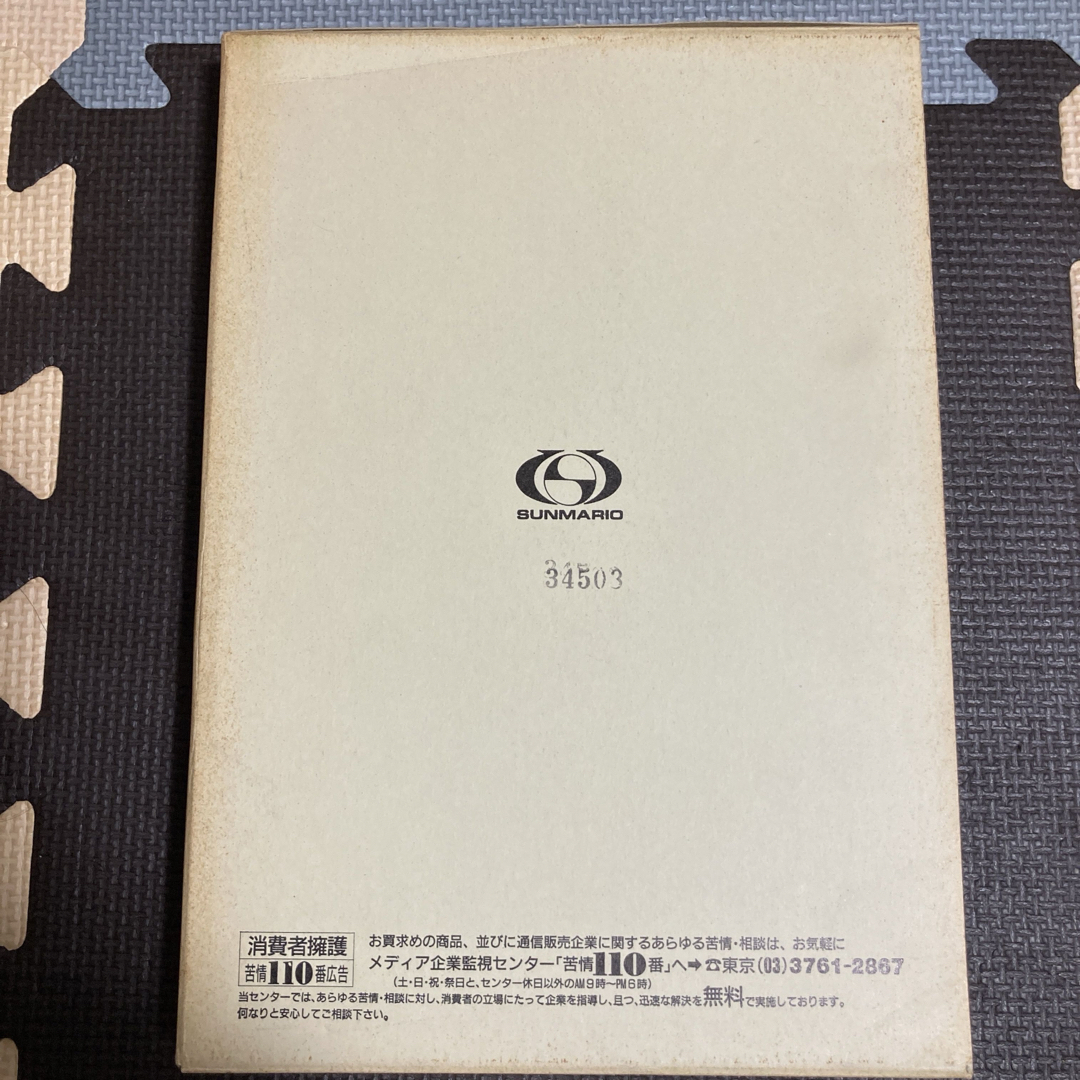 SUNMARIO
34503
消費者擁護
苦情110番広告
お買求めの商品、並びに通信販売企業に関するあらゆる苦情・相談は、お気軽に
メディア企業監視センター「苦情110番」へ➡☎東京(03)3761-2867
(土・日・祝・祭日と、センター休日以外のAM9時〜PM6時)
当センターでは、あらゆる苦情・相談に対し、消費者の立場にたって企業を指導し、且つ、迅速な解決を無料で実施しております。
何なりと安心してご相談下さい。